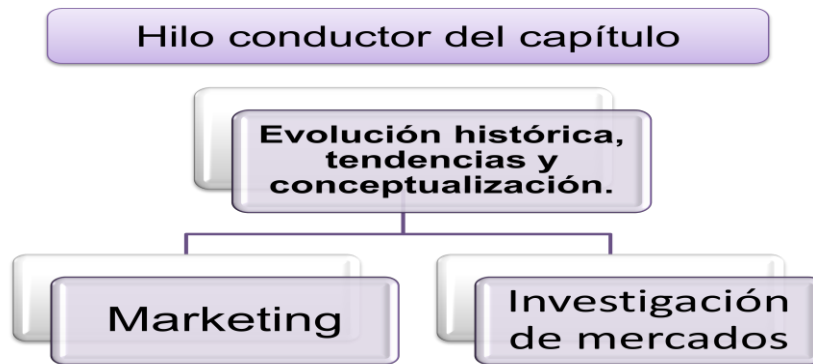 Hilo conductor del capítulo
Evolución histórica,
tendencias y
conceptualización.
Marketing
Investigación
de mercados